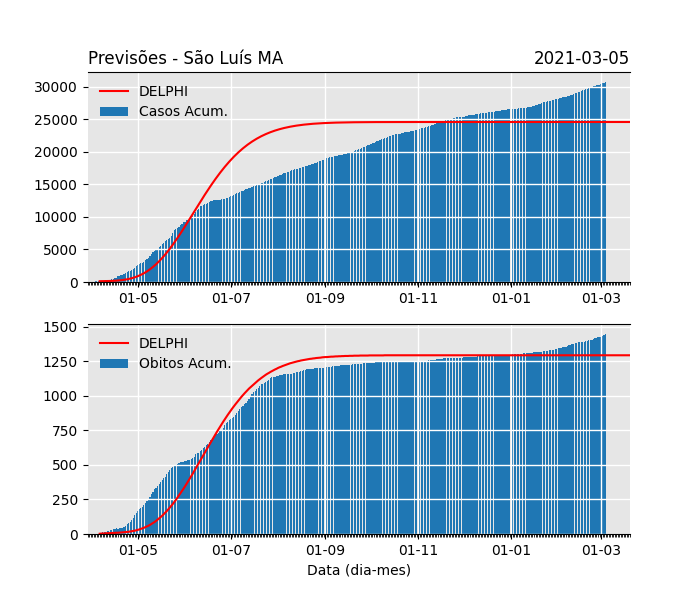 Previsões - São Luís MA 2021-03-05
DELPHI
Casos Acum.
30000
25000
20000
15000
10000
5000
0
01-05 01-07 01-09 01-11 01-01 01-03
DELPHI
Obitos Acum.
1500
1250
1000
750
500
250
0
01-05 01-07 01-09 01-11 01-01 01-03
Data (dia-mes)